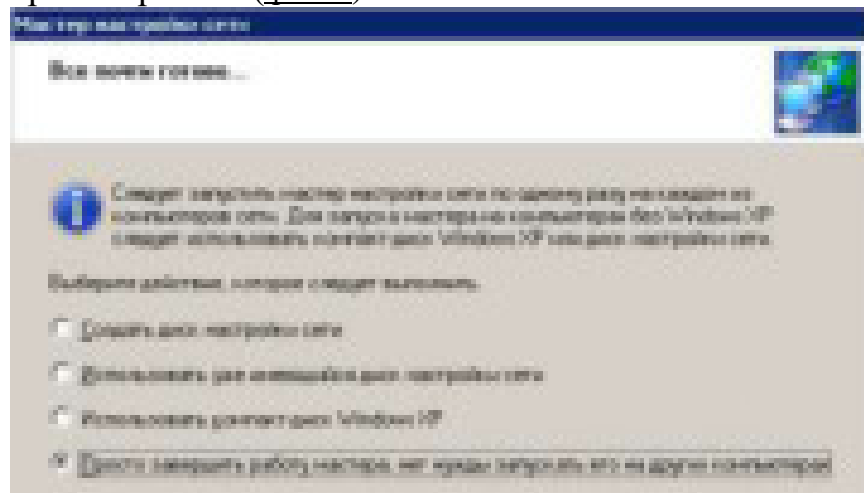 Мастер настройки сети
Все почти готово...
Следует запустить мастер настройки сети по одному разу на каждом из
компьютеров сети. Для запуска мастера на компьютерах без Windows XP
следует использовать компакт-диск Windows XP или диск настройки сети.
Выберите действие, которое следует выполнить.
Создать диск настройки сети
Использовать уже имеющийся диск настройки сети
Использовать компакт-диск Windows XP
Просто завершить работу мастера, нет нужды запускать его на других компьютерах